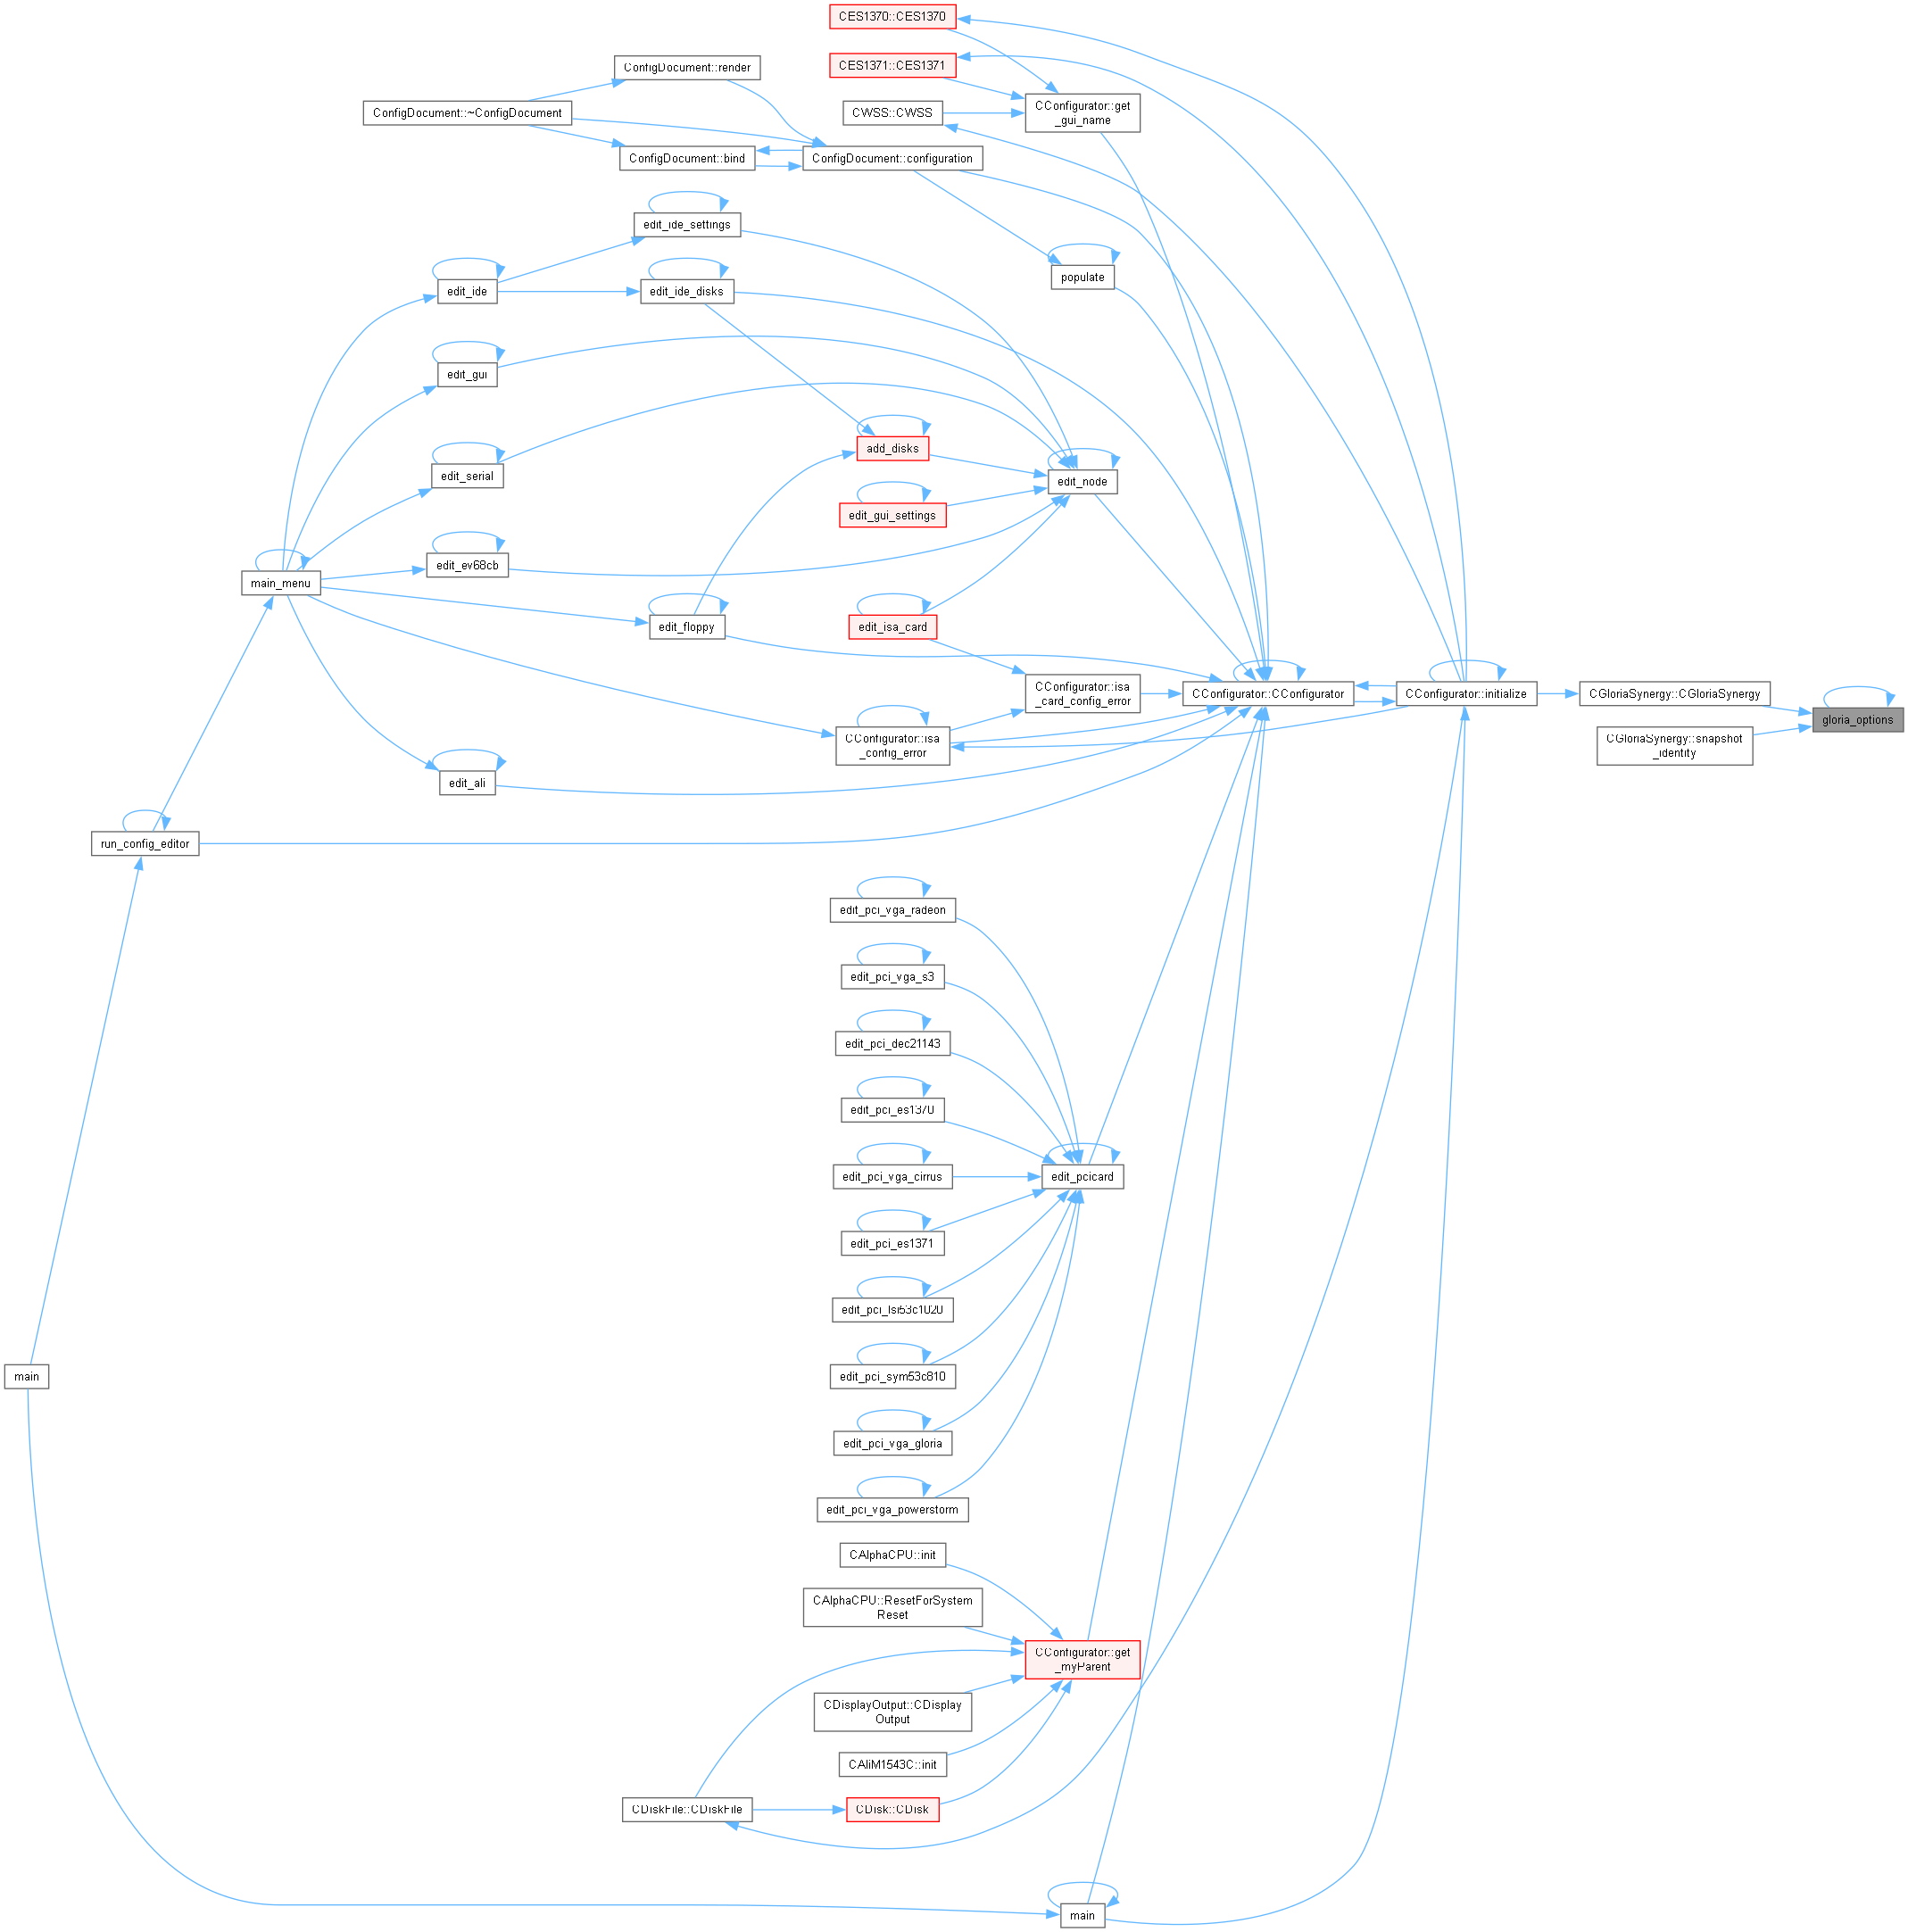 CES1370::CES1370
CES1371::CES1371
ConfigDocument::render
ConfigDocument::~ConfigDocument
CWSS::CWSS
CConfigurator::get
_gui_name
ConfigDocument::bind
ConfigDocument::configuration
edit_ide_settings
populate
edit_ide
edit_ide_disks
edit_gui
add_disks
edit_serial
edit_node
edit_gui_settings
edit_ev68cb
main_menu
edit_floppy
edit_isa_card
CConfigurator::isa
_card_config_error
CConfigurator::CConfigurator
CConfigurator::initialize
CGloriaSynergy::CGloriaSynergy
gloria_options
CGloriaSynergy::snapshot
_identity
CConfigurator::isa
_config_error
edit_ali
run_config_editor
edit_pci_vga_radeon
edit_pci_vga_s3
edit_pci_dec21143
edit_pci_es1370
edit_pci_vga_cirrus
edit_pcicard
edit_pci_es1371
edit_pci_lsi53c1020
main
edit_pci_sym53c810
edit_pci_vga_gloria
edit_pci_vga_powerstorm
CAlphaCPU::init
CAlphaCPU::ResetForSystem
Reset
CConfigurator::get
_myParent
CDisplayOutput::CDisplay
Output
CAliM1543C::init
CDiskFile::CDiskFile
CDisk::CDisk
main